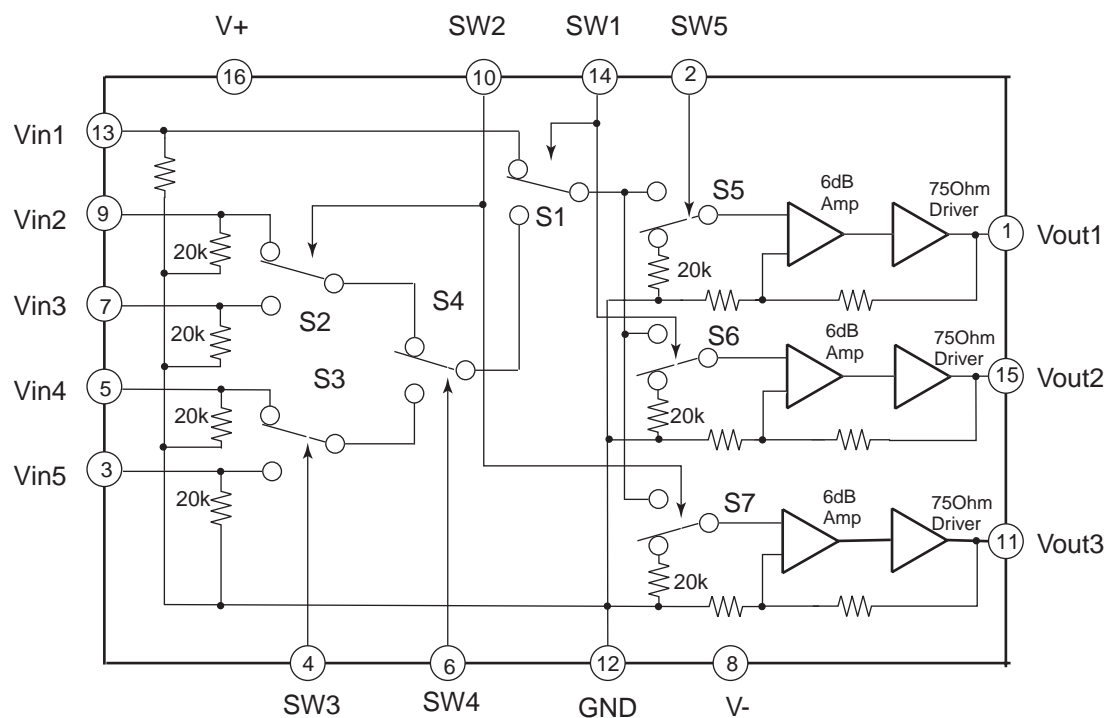 V+
SW2
SW1
SW5
16
10
14
2
Vin1
13
Vin2
9
20k
Vin3
7
20k
Vin4
5
20k
Vin5
3
20k
S1
S2
S3
S4
S5
6dB
Amp
75Ohm
Driver
20k
1
Vout1
S6
6dB
Amp
75Ohm
Driver
20k
15
Vout2
S7
6dB
Amp
75Ohm
Driver
20k
11
Vout3
4
6
12
8
SW3
SW4
GND
V-